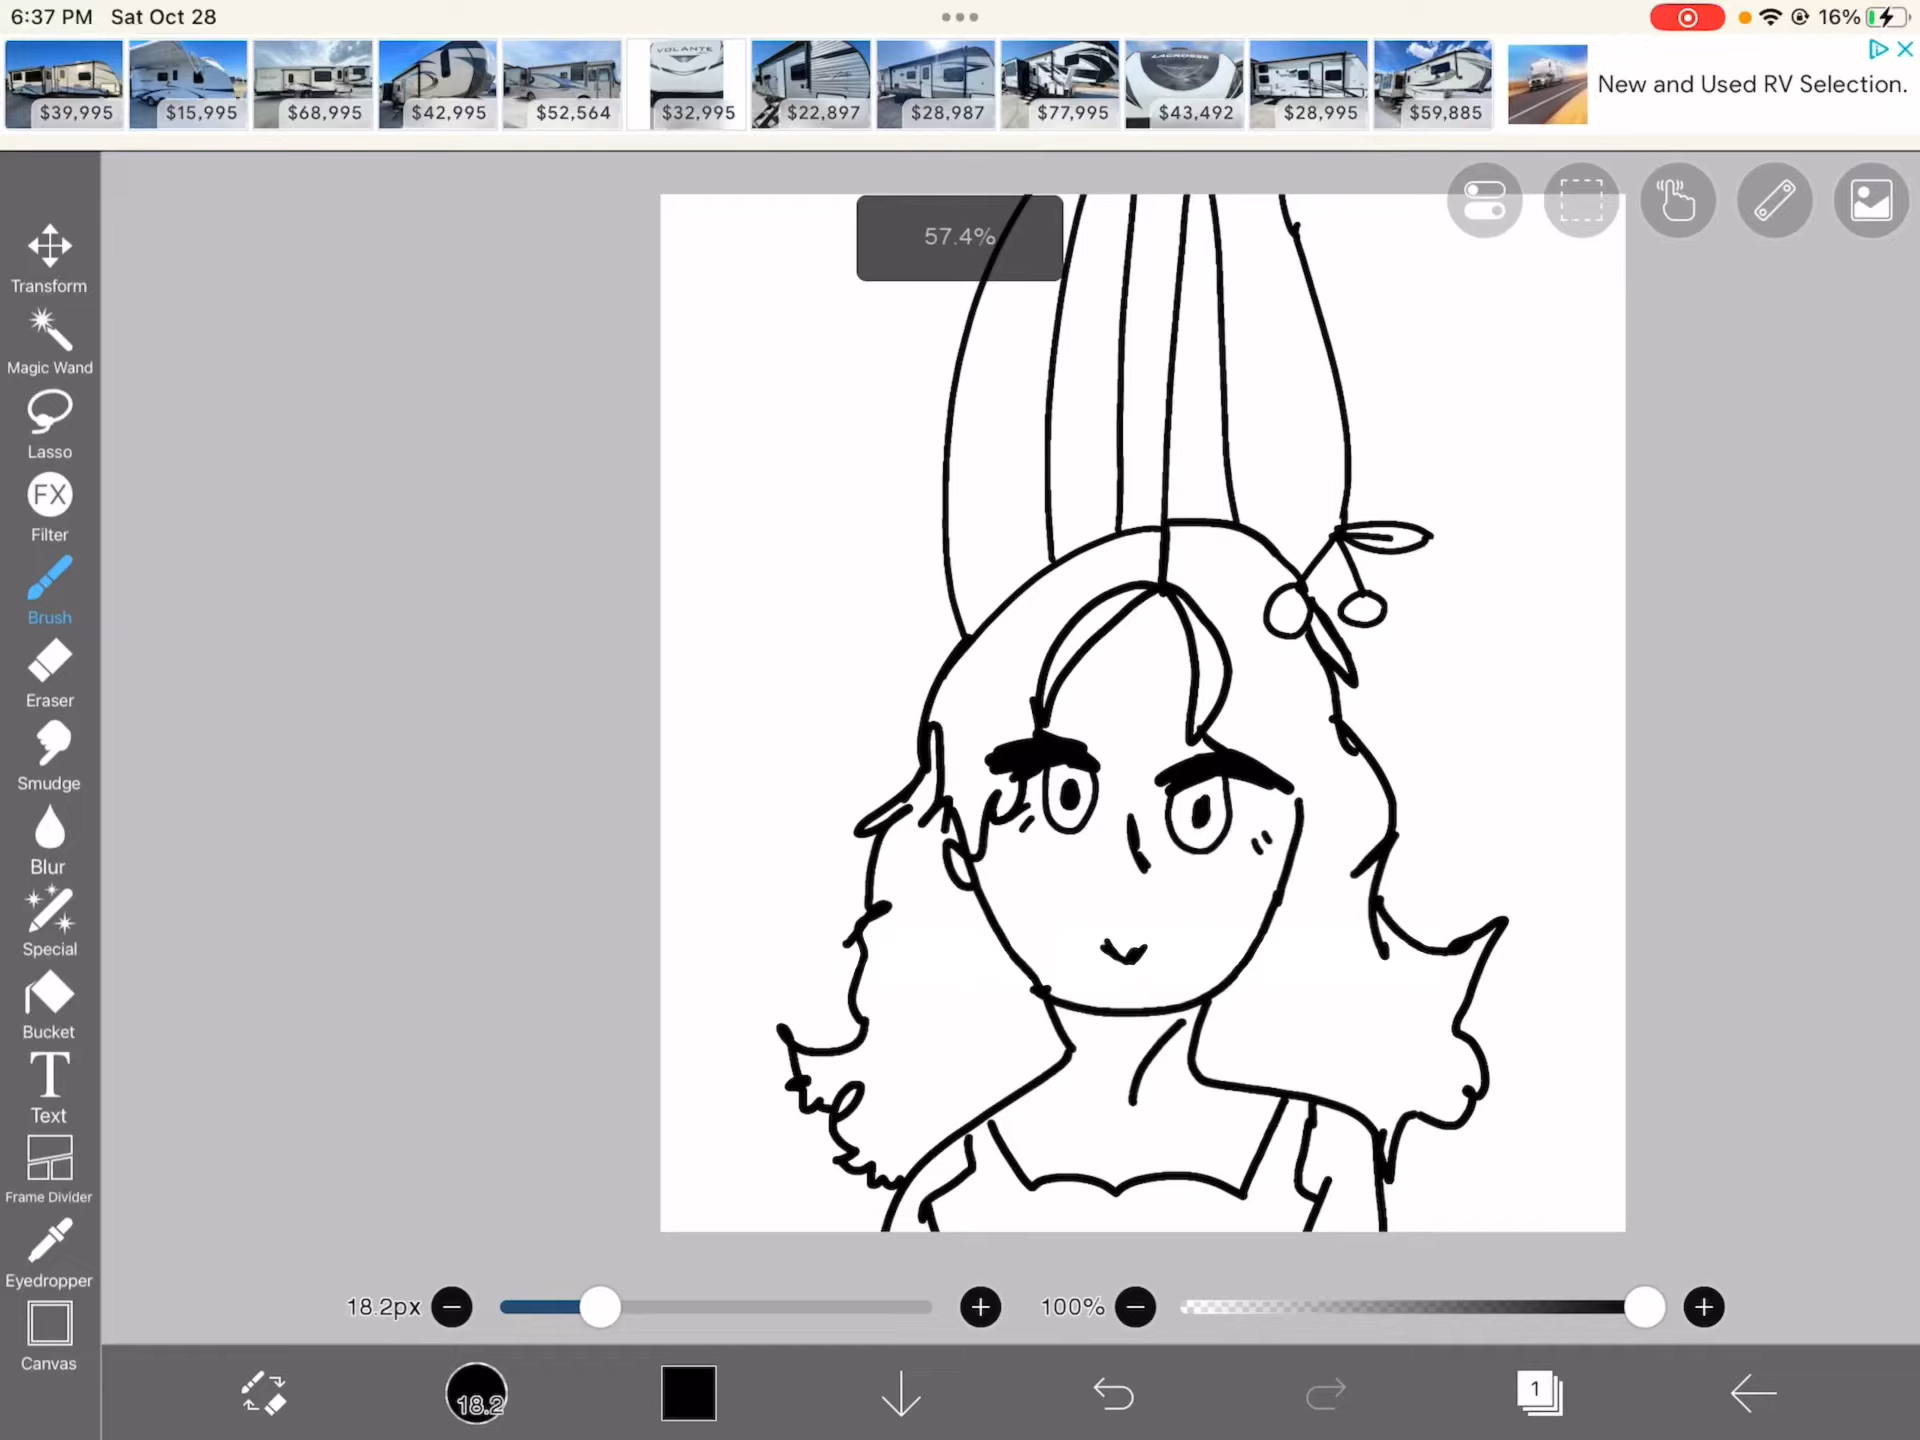 6:37 PM Sat Oct 28
16%
$39,995 $15,995 $68,995 $42,995 $52,564 $32,995 $22,897 $28,987 $77,995 $43,492 $28,995 $59,885
VOLANTE
LACROSSE
New and Used RV Selection.
57.4%
Transform
Magic Wand
Lasso
FX
Filter
Brush
Eraser
Smudge
Blur
Special
Bucket
T
Text
Frame Divider
Eyedropper
Canvas
18.2px
100%
18.2
1